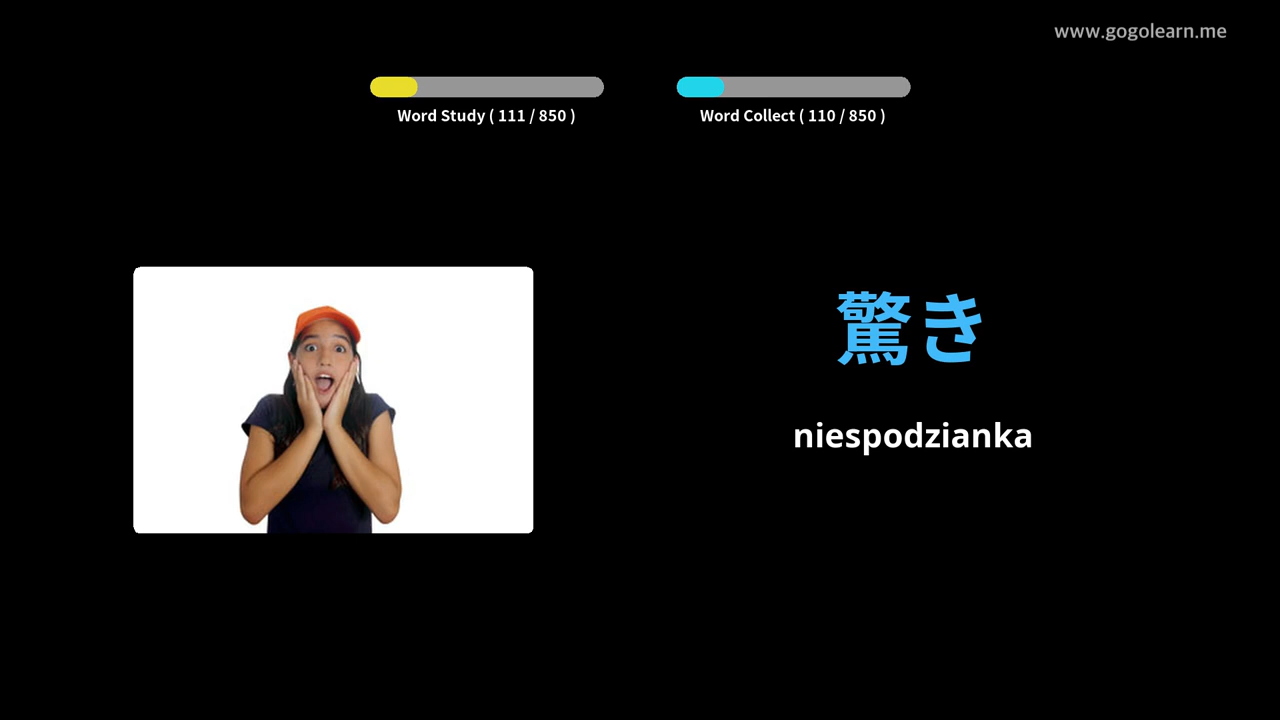 www.gogolearn.me
Word Study ( 111 / 850 )
Word Collect ( 110 / 850 )
驚き
niespodzianka